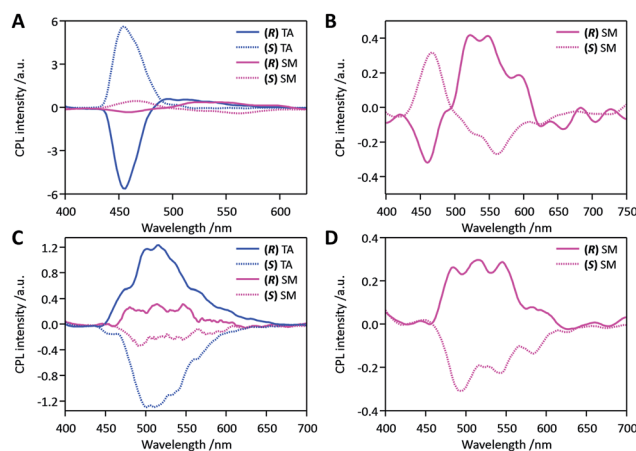 A
CPL intensity /a.u.
6
3
0
-3
-6
400
450
500
550
600
Wavelength /nm
(R) TA
(S) TA
(R) SM
(S) SM
B
CPL intensity /a.u.
0.4
0.2
0.0
-0.2
-0.4
400 450 500 550 600 650 700 750
Wavelength /nm
(R) SM
(S) SM
C
CPL intensity /a.u.
1.2
0.8
0.4
0.0
-0.4
-0.8
-1.2
400 450 500 550 600 650 700
Wavelength /nm
(R) TA
(S) TA
(R) SM
(S) SM
D
CPL intensity /a.u.
0.4
0.2
0.0
-0.2
-0.4
400 450 500 550 600 650 700
Wavelength /nm
(R) SM
(S) SM